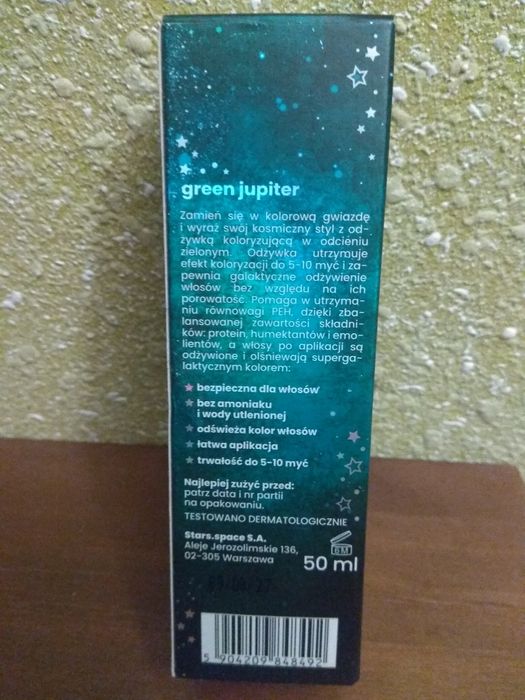 green jupiter
Zamień się w kolorową gwiazdę
i wyraź swój kosmiczny styl z od-
żywką koloryzującą w odcieniu
zielonym. Odżywka utrzymuje
efekt koloryzacji do 5-10 myć i za-
pewnia galaktyczne odżywienie
włosów bez względu na ich
porowatość. Pomaga w utrzyma-
niu równowagi PEH, dzięki zba-
lansowanej zawartości składni-
ków: protein, humektantów i emo-
lientów, a włosy po aplikacji są
odżywione i olśniewają superga-
laktycznym kolorem:
bezpieczna dla włosów
bez amoniaku
i wody utlenionej
odświeża kolor włosów
łatwa aplikacja
trwałość do 5-10 myć
Najlepiej zużyć przed:
patrz data i nr partii
na opakowaniu.
TESTOWANO DERMATOLOGICZNIE
Stars.space S.A.
Aleje Jerozolimskie 136,
02-305 Warszawa
6M
50 ml
5 904209 848492